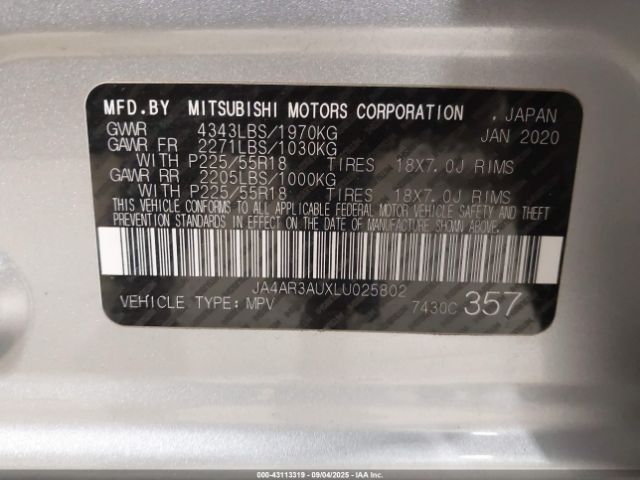 MFD.BY MITSUBISHI MOTORS CORPORATION , JAPAN
GVWR 4343LBS/1970KG JAN 2020
GAWR FR 2271LBS/1030KG
WITH P225/55R18 TIRES 18X7.0J RIMS
GAWR RR 2205LBS/1000KG
WITH P225/55R18 TIRES 18X7.0J RIMS
THIS VEHICLE CONFORMS TO ALL APPLICABLE FEDERAL MOTOR VEHICLE SAFETY AND THEFT
PREVENTION STANDARDS IN EFFECT ON THE DATE OF MANUFACTURE SHOWN ABOVE.
JA4AR3AUXLU025802
VEHICLE TYPE: MPV 7430C 357
000-43113319 - 09/04/2025 - IAAI - Copyright